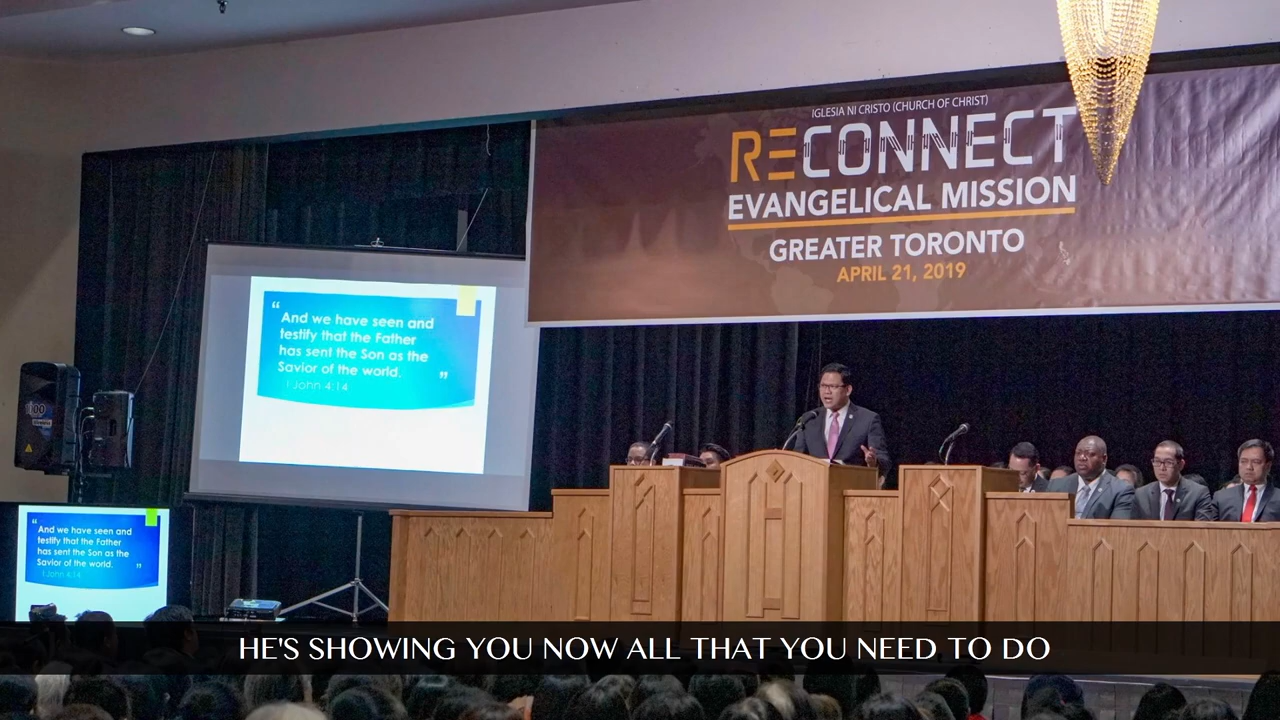 IGLESIA NI CRISTO (CHURCH OF CHRIST)
RECONNECT
EVANGELICAL MISSION
GREATER TORONTO
APRIL 21, 2019
“ And we have seen and
testify that the Father
has sent the Son as the
Savior of the world. ”
1 John 4:14
“ And we have seen and
testify that the Father
has sent the Son as the
Savior of the world. ”
1 John 4:14
HE'S SHOWING YOU NOW ALL THAT YOU NEED TO DO